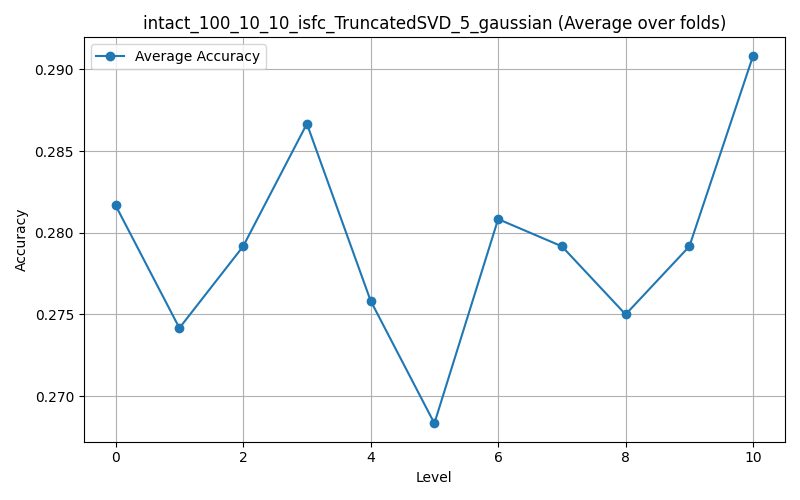 intact_100_10_10_isfc_TruncatedSVD_5_gaussian (Average over folds)
Average Accuracy
0.290
0.285
0.280
0.275
0.270
Accuracy
0 2 4 6 8 10
Level